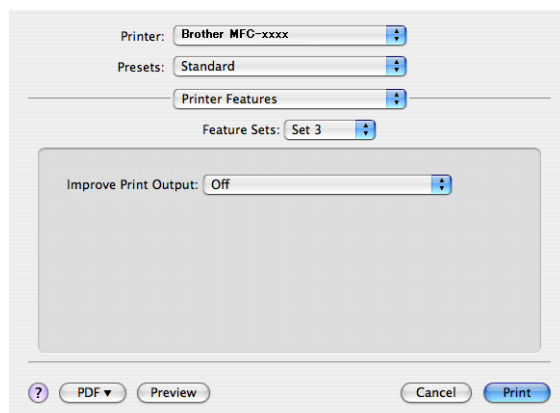 Printer: Brother MFC-xxxx
Presets: Standard
Printer Features
Feature Sets: Set 3
Improve Print Output: Off
? PDF ▼ Preview Cancel Print